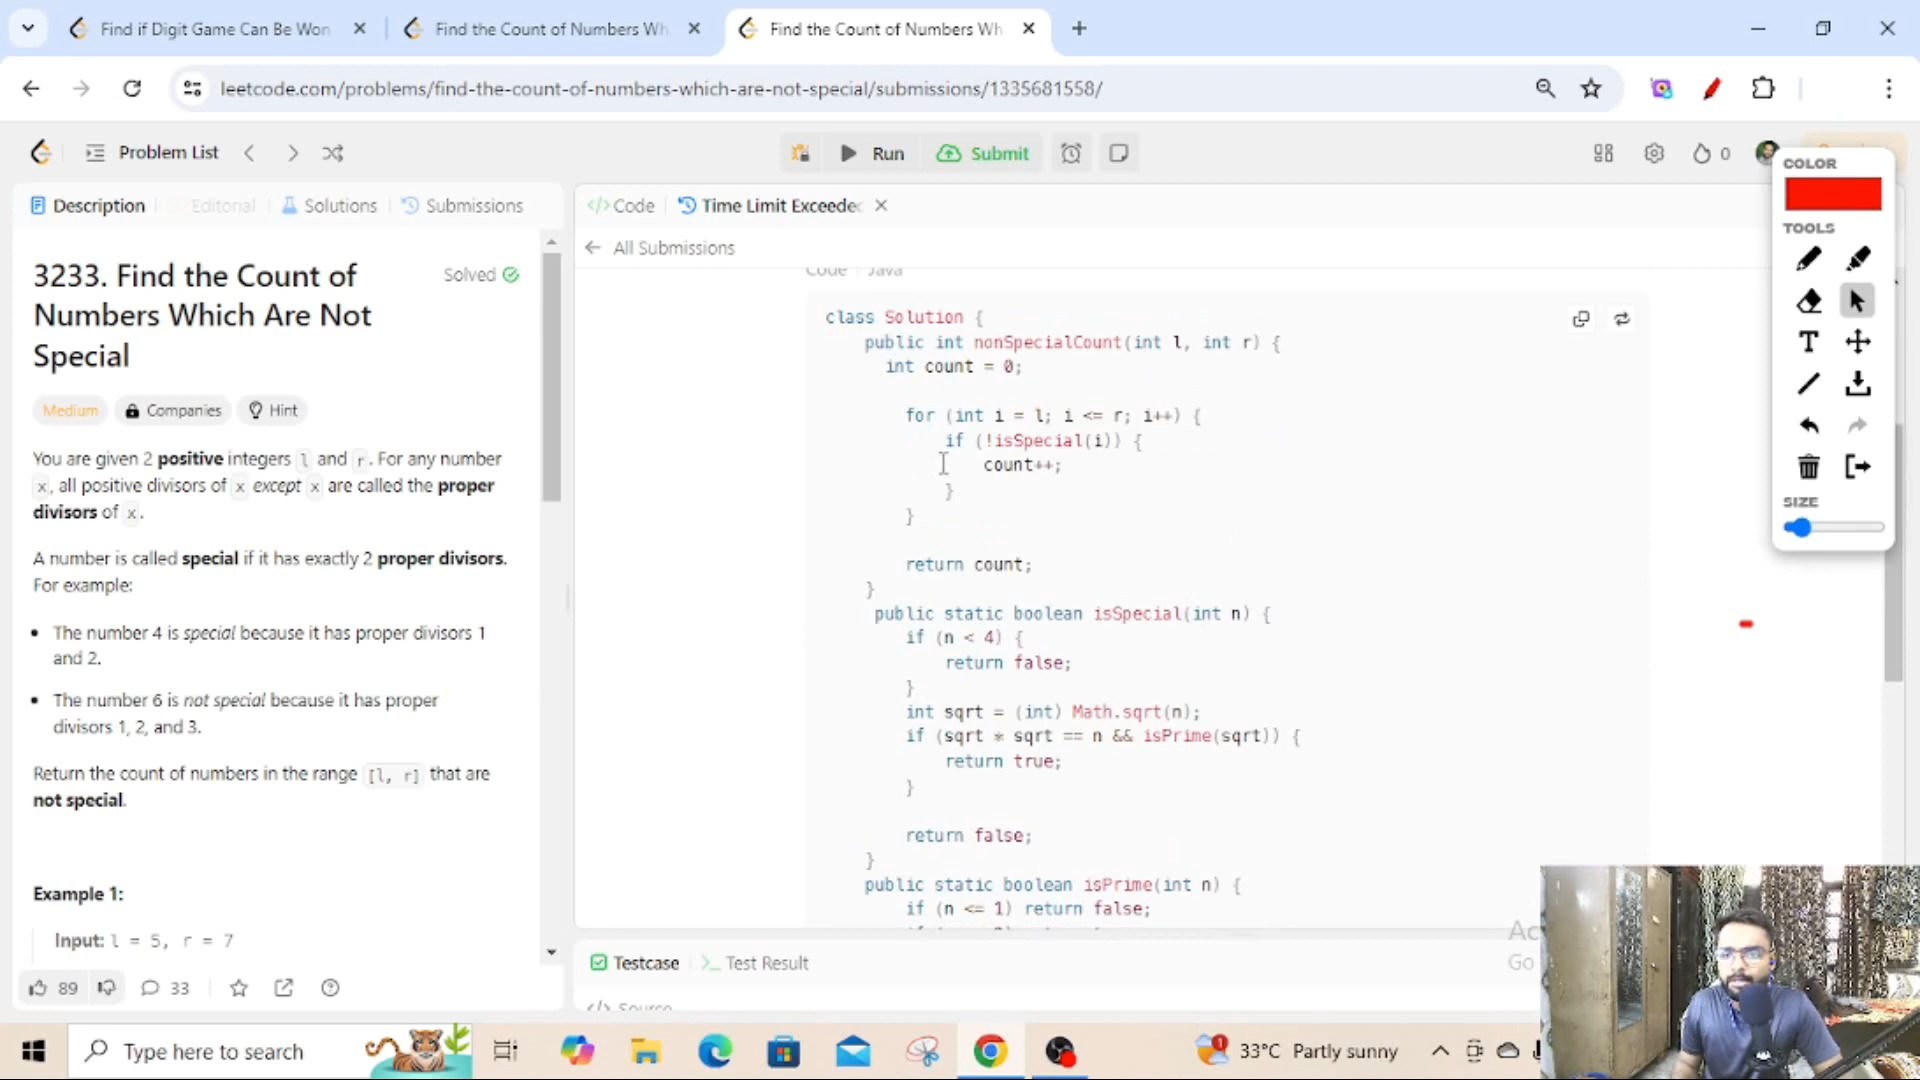 Find if Digit Game Can Be Won
Find the Count of Numbers Wh
Find the Count of Numbers Wh
leetcode.com/problems/find-the-count-of-numbers-which-are-not-special/submissions/1335681558/
Problem List
Run
Submit
0
Description
Editorial
Solutions
Submissions
3233. Find the Count of
Numbers Which Are Not
Special
Solved
Medium
Companies
Hint
You are given 2 positive integers l and r. For any number
x, all positive divisors of x except x are called the proper
divisors of x.
A number is called special if it has exactly 2 proper divisors.
For example:
• The number 4 is special because it has proper divisors 1
and 2.
• The number 6 is not special because it has proper
divisors 1, 2, and 3.
Return the count of numbers in the range [l, r] that are
not special.
Example 1:
Input: l = 5, r = 7
89
33
</>Code
Time Limit Exceede
All Submissions
Code
Java
class Solution {
public int nonSpecialCount(int l, int r) {
int count = 0;
for (int i = l; i <= r; i++) {
if (!isSpecial(i)) {
count++;
}
}
return count;
}
public static boolean isSpecial(int n) {
if (n < 4) {
return false;
}
int sqrt = (int) Math.sqrt(n);
if (sqrt * sqrt == n && isPrime(sqrt)) {
return true;
}
return false;
}
public static boolean isPrime(int n) {
if (n <= 1) return false;
Testcase
>_ Test Result
</> Source
COLOR
TOOLS
T
SIZE
Ac
Go
Type here to search
1
33°C Partly sunny